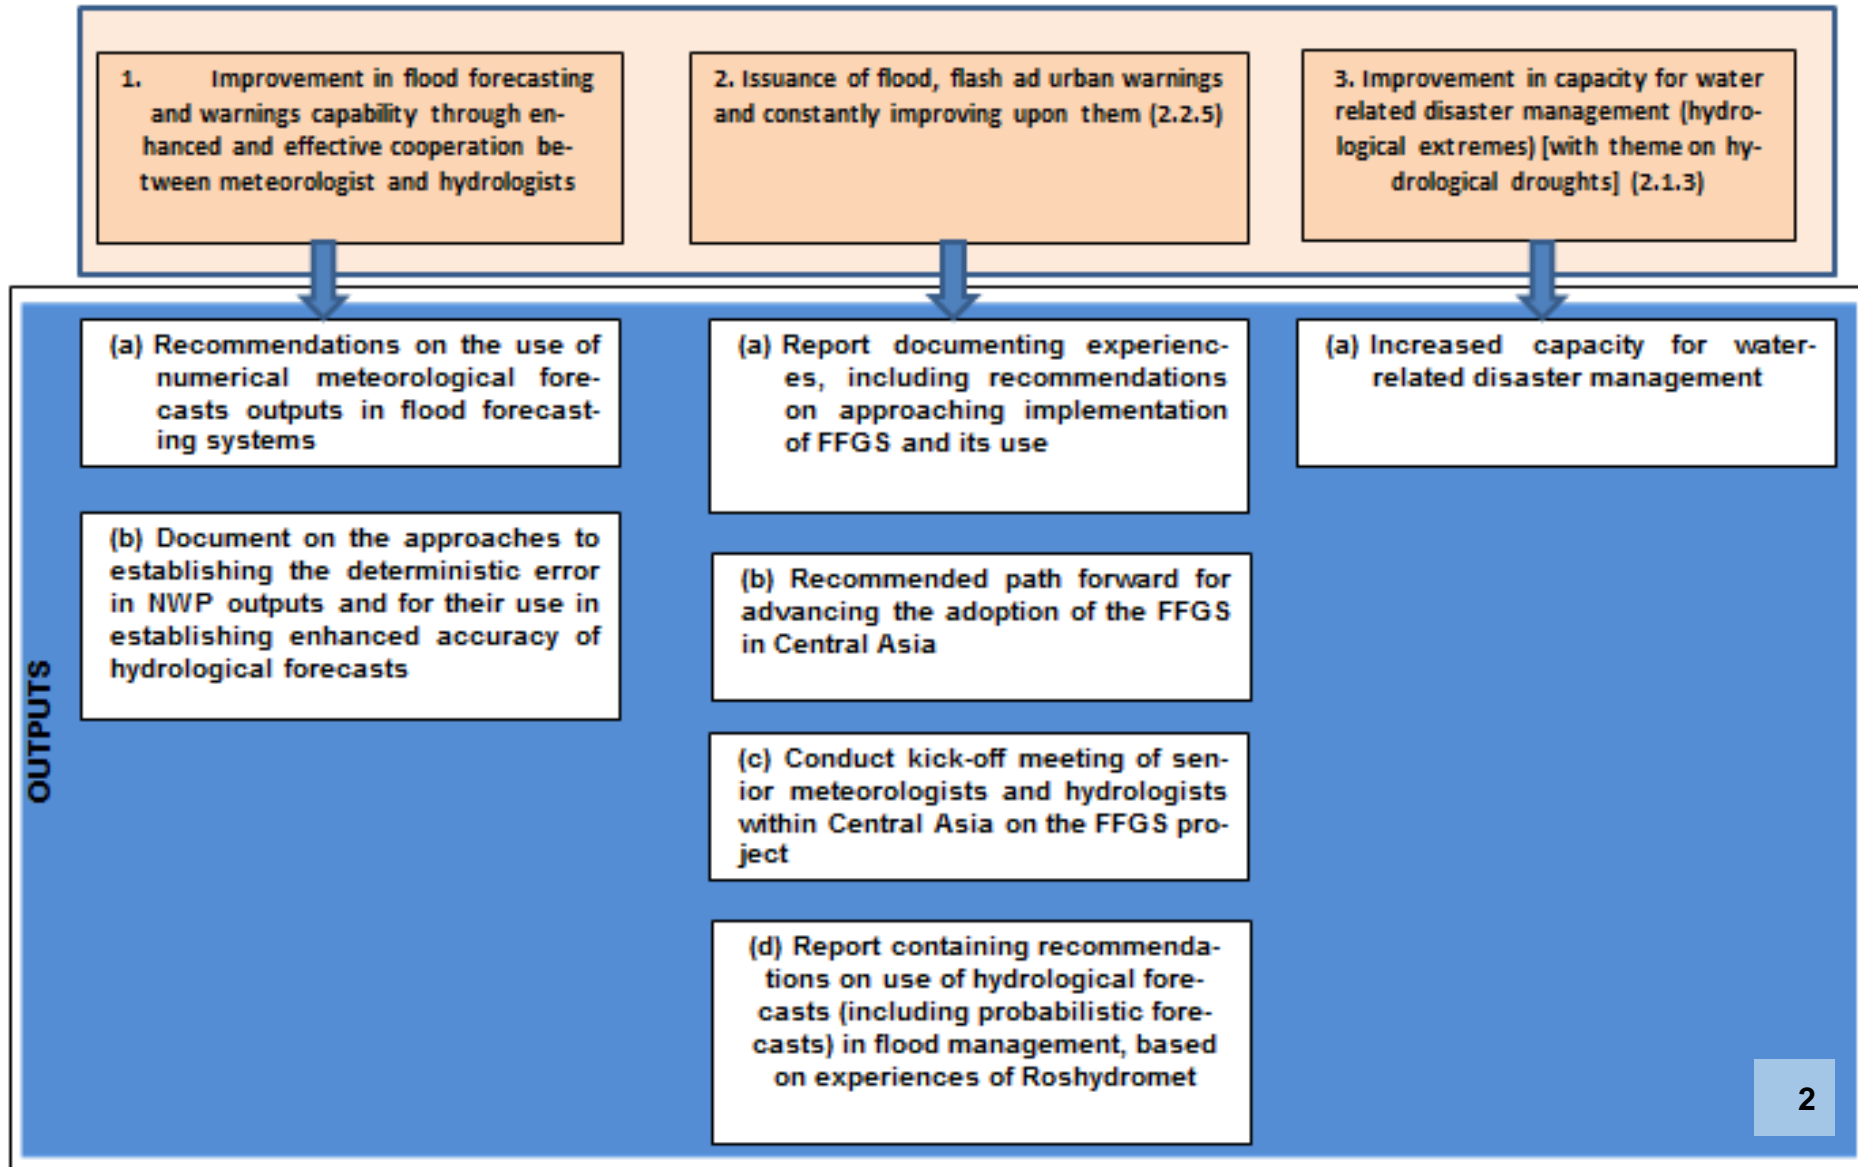 1. Improvement in flood forecasting
and warnings capability through en-
hanced and effective cooperation be-
tween meteorologist and hydrologists
2. Issuance of flood, flash ad urban warnings
and constantly improving upon them (2.2.5)
3. Improvement in capacity for water
related disaster management (hydro-
logical extremes) [with theme on hy-
drological droughts] (2.1.3)
OUTPUTS
(a) Recommendations on the use of
numerical meteorological fore-
casts outputs in flood forecast-
ing systems
(b) Document on the approaches to
establishing the deterministic error
in NWP outputs and for their use in
establishing enhanced accuracy of
hydrological forecasts
(a) Report documenting experienc-
es, including recommendations
on approaching implementation
of FFGS and its use
(b) Recommended path forward for
advancing the adoption of the FFGS
in Central Asia
(c) Conduct kick-off meeting of sen-
ior meteorologists and hydrologists
within Central Asia on the FFGS pro-
ject
(d) Report containing recommenda-
tions on use of hydrological fore-
casts (including probabilistic fore-
casts) in flood management, based
on experiences of Roshydromet
(a) Increased capacity for water-
related disaster management
2